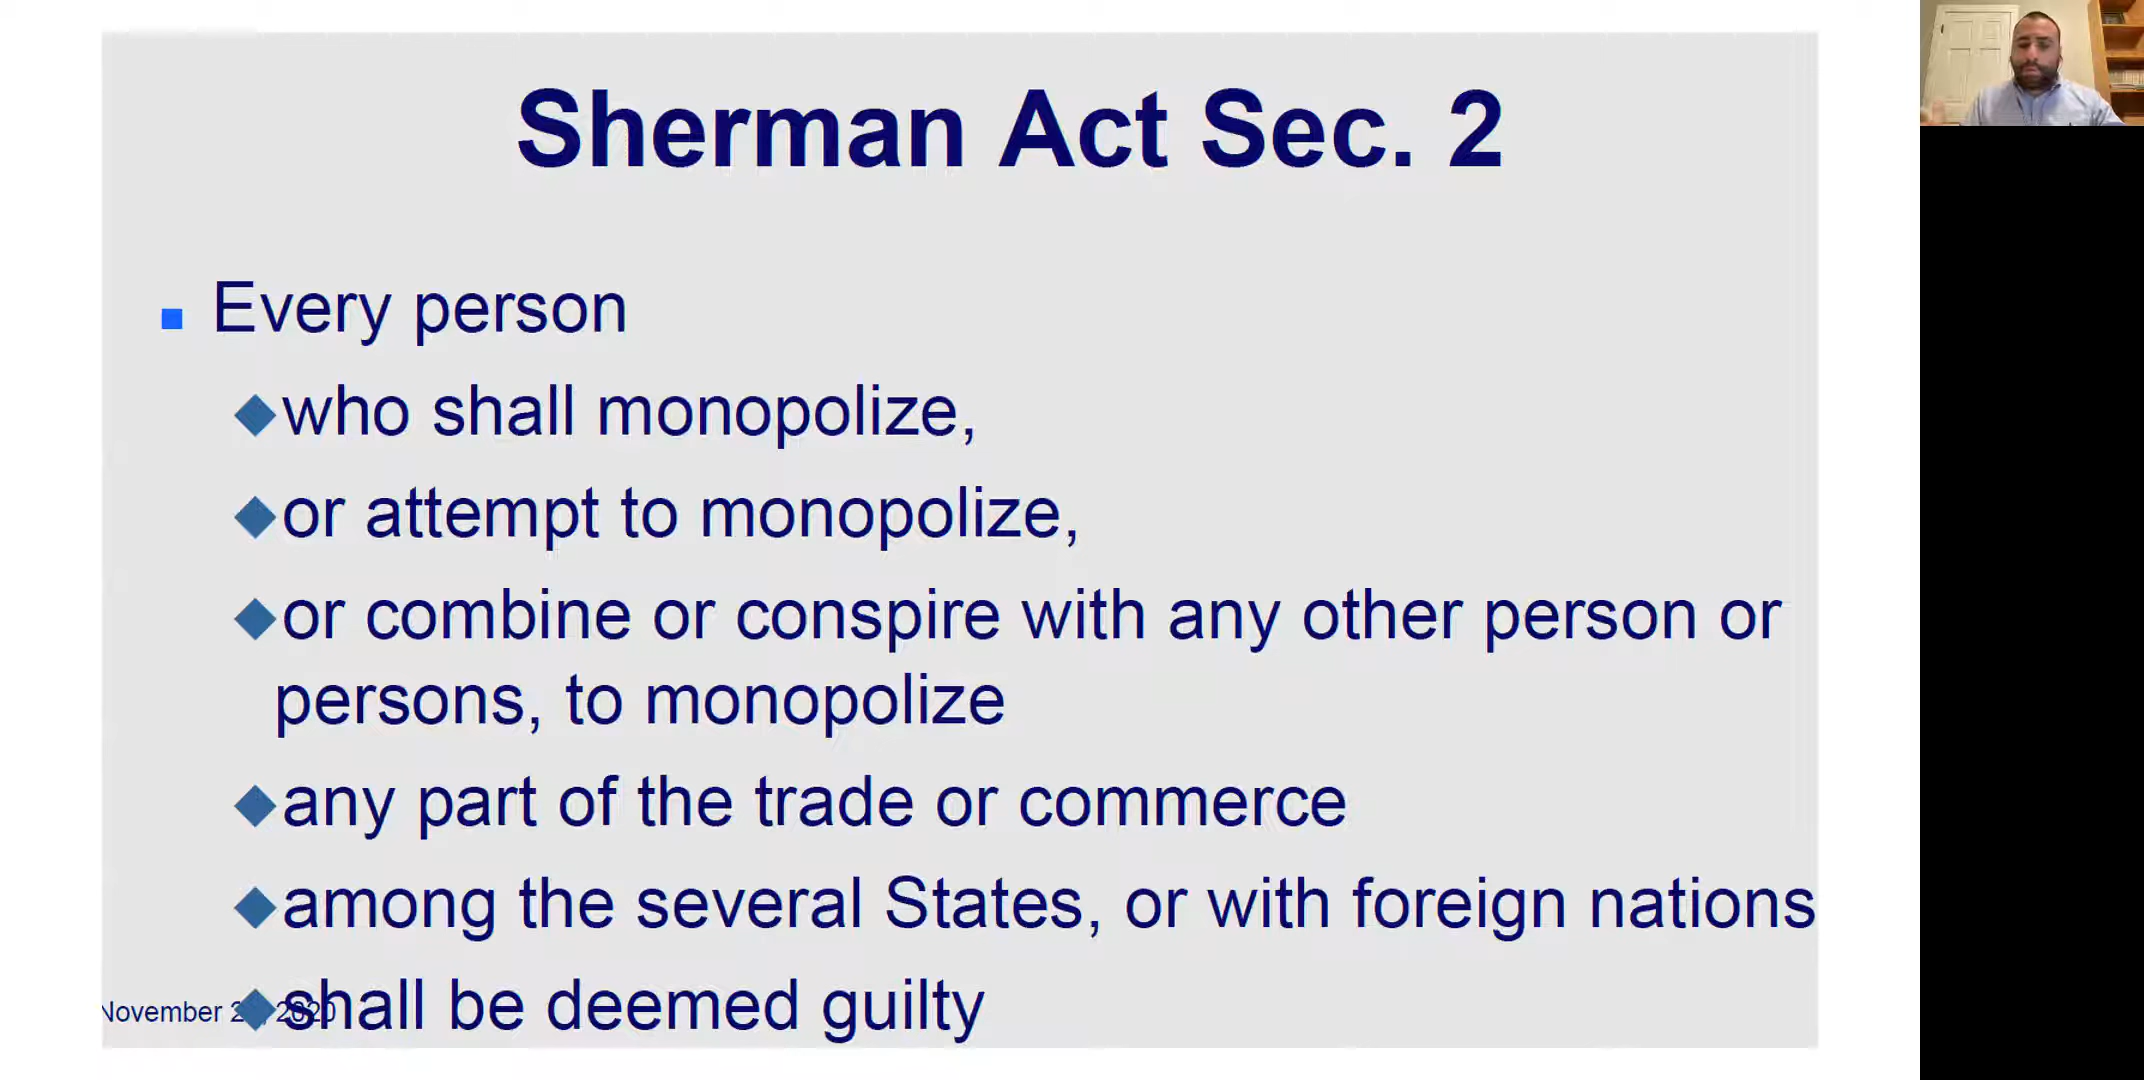 Sherman Act Sec. 2
Every person
who shall monopolize,
or attempt to monopolize,
or combine or conspire with any other person or
persons, to monopolize
any part of the trade or commerce
among the several States, or with foreign nations
shall be deemed guilty
November 2020